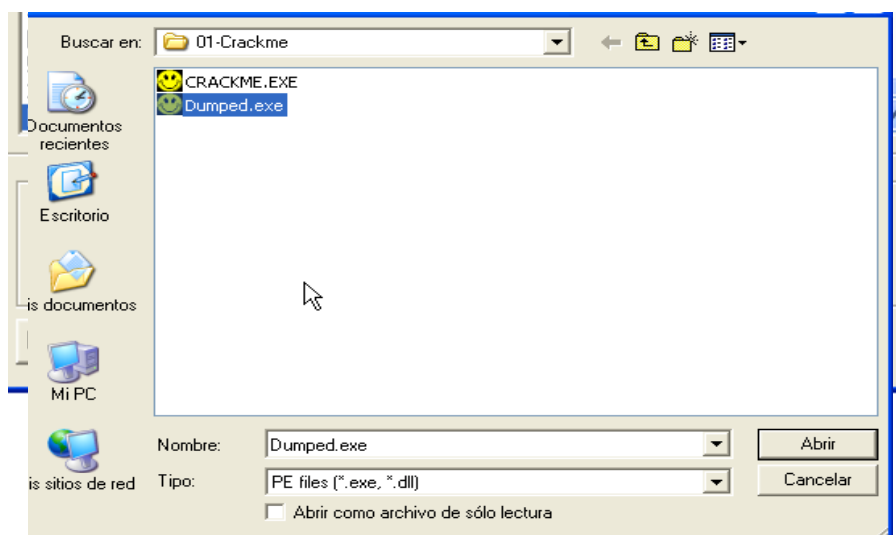 Buscar en: 01-Crackme
CRACKME.EXE
Dumped.exe
Documentos
recientes
Escritorio
is documentos
Mi PC
is sitios de red
Nombre: Dumped.exe Abrir
Tipo: PE files (*.exe, *.dll) Cancelar
Abrir como archivo de sólo lectura